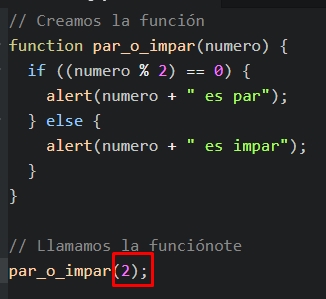 // Creamos la función
function par_o_impar(numero) {
if ((numero % 2) == 0) {
alert(numero + " es par");
} else {
alert(numero + " es impar");
}
}
// Llamamos la funciónote
par_o_impar(2);